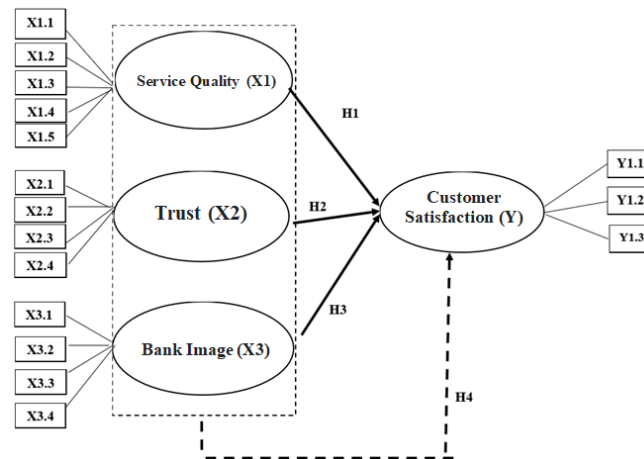 X1.1
X1.2
X1.3
X1.4
X1.5
Service Quality (X1)
H1
X2.1
X2.2
X2.3
X2.4
Trust (X2)
H2
Customer
Satisfaction (Y)
Y1.1
Y1.2
Y1.3
X3.1
X3.2
X3.3
X3.4
Bank Image (X3)
H3
H4